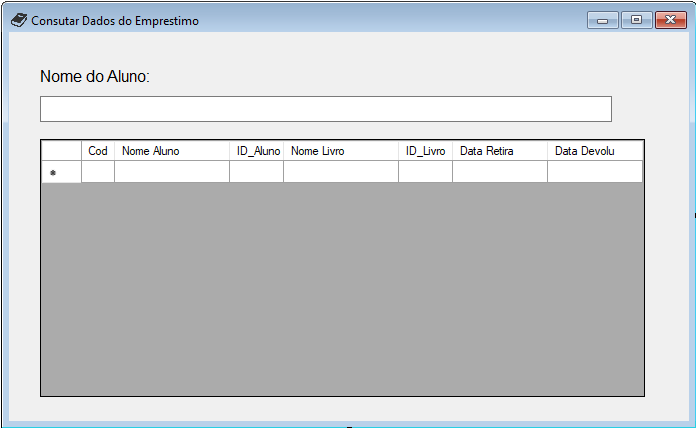 Consutar Dados do Emprestimo
Nome do Aluno:
Cod Nome Aluno ID_Aluno Nome Livro ID_Livro Data Retira Data Devolu